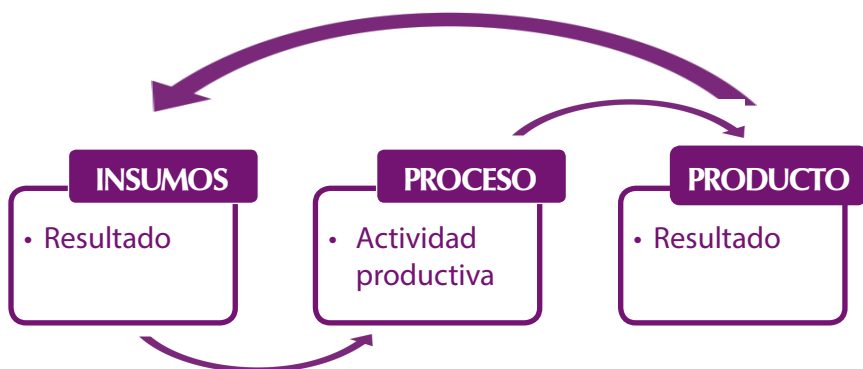 INSUMOS
• Resultado
PROCESO
• Actividad
productiva
PRODUCTO
• Resultado